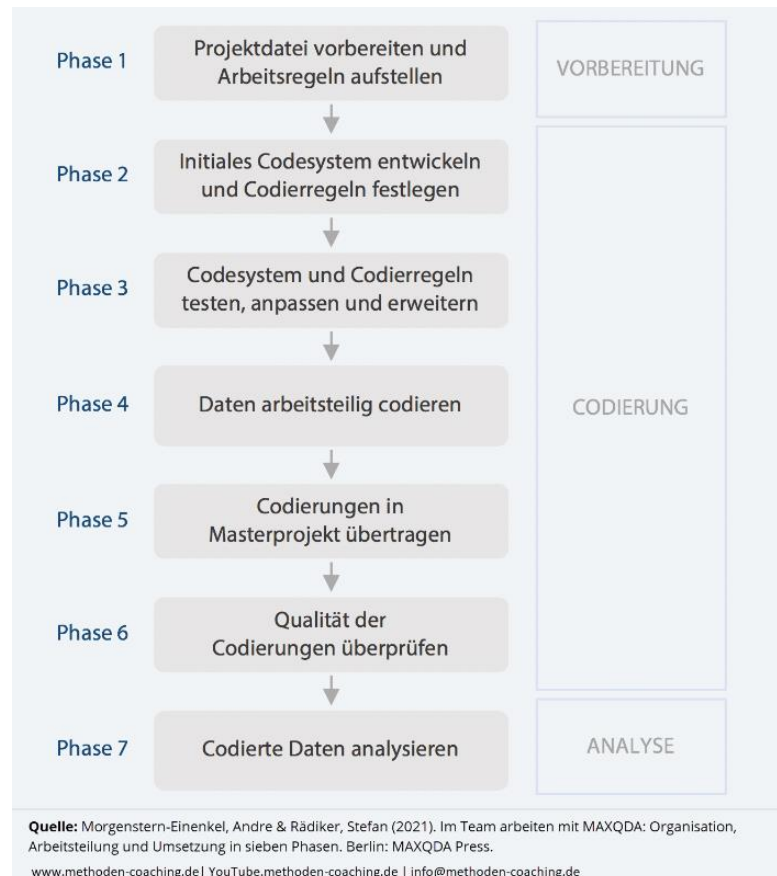 Phase 1
Projektdatei vorbereiten und
Arbeitsregeln aufstellen
VORBEREITUNG
Phase 2
Initiales Codesystem entwickeln
und Codierregeln festlegen
Phase 3
Codesystem und Codierregeln
testen, anpassen und erweitern
Phase 4
Daten arbeitsteilig codieren
CODIERUNG
Phase 5
Codierungen in
Masterprojekt übertragen
Phase 6
Qualität der
Codierungen überprüfen
Phase 7
Codierte Daten analysieren
ANALYSE
Quelle: Morgenstern-Einenkel, Andre & Rädiker, Stefan (2021). Im Team arbeiten mit MAXQDA: Organisation,
Arbeitsteilung und Umsetzung in sieben Phasen. Berlin: MAXQDA Press.
www.methoden-coaching.de| YouTube.methoden-coaching.de | info@methoden-coaching.de